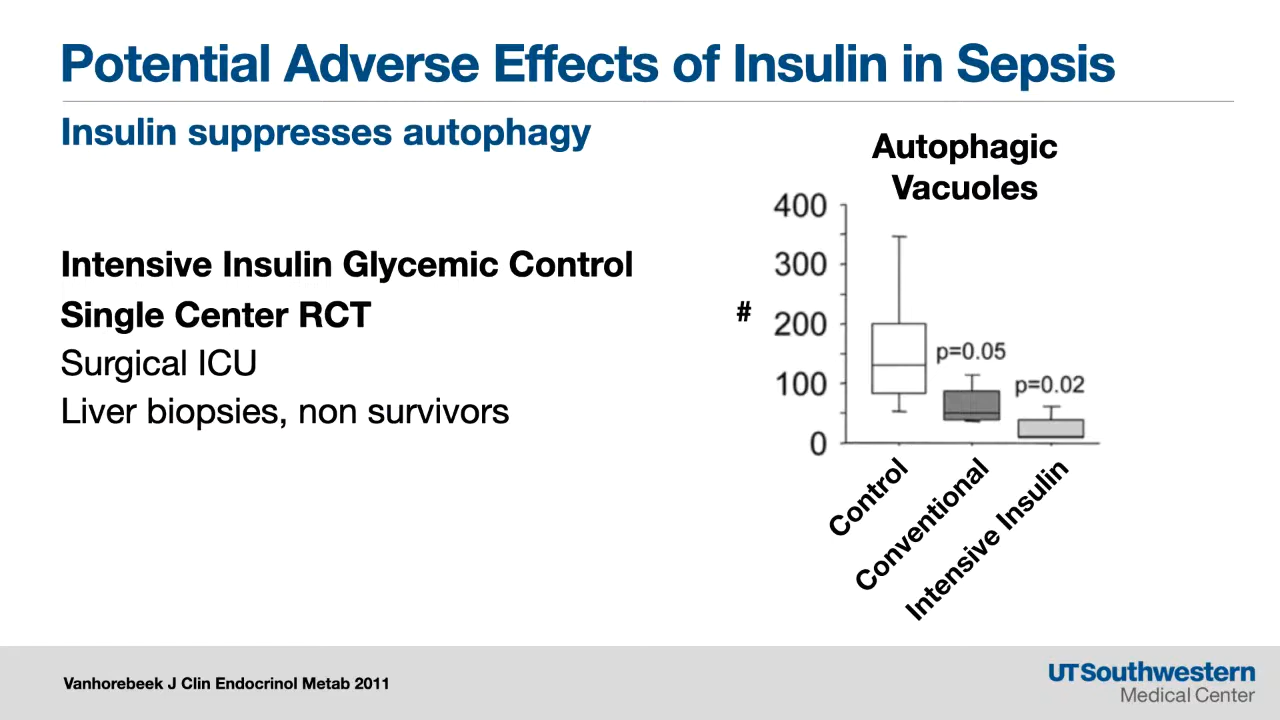 Potential Adverse Effects of Insulin in Sepsis
Insulin suppresses autophagy
Intensive Insulin Glycemic Control
Single Center RCT
Surgical ICU
Liver biopsies, non survivors
Autophagic
Vacuoles
#
400
300
200
100
0
p=0.05
p=0.02
Control
Conventional
Intensive Insulin
Vanhorebeek J Clin Endocrinol Metab 2011
UTSouthwestern
Medical Center